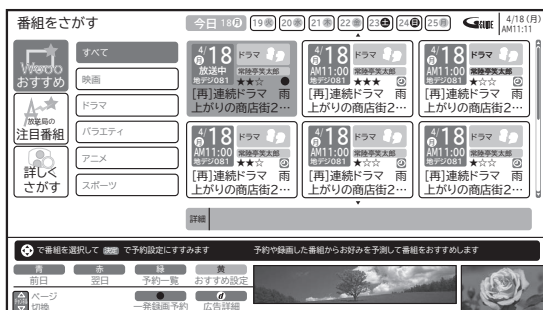 番組をさがす
今日 18月 19火 20水 21木 22金 23土 24日 25月 G-GUIDE 4/18(月) AM11:11
Wooo おすすめ
放送局の 注目番組
詳しく さがす
すべて
映画
ドラマ
バラエティ
アニメ
スポーツ
4/18 月 ドラマ
放送中 常陸亭笑太郎
地デジ081 ★★☆
[再]連続ドラマ 雨
上がりの商店街2…
4/18 月 ドラマ
AM11:00 常陸亭笑太郎
地デジ081 ★★★
[再]連続ドラマ 雨
上がりの商店街2…
4/18 月 ドラマ
AM11:00 常陸亭笑太郎
地デジ081 ★☆☆
[再]連続ドラマ 雨
上がりの商店街2…
4/18 月 ドラマ
AM11:00 常陸亭笑太郎
地デジ081 ★★☆
[再]連続ドラマ 雨
上がりの商店街2…
4/18 月 ドラマ
AM11:00 常陸亭笑太郎
地デジ081 ★☆☆
[再]連続ドラマ 雨
上がりの商店街2…
4/18 月 ドラマ
AM11:00 常陸亭笑太郎
地デジ081 ★☆☆
[再]連続ドラマ 雨
上がりの商店街2…
詳細
で番組を選択して 決定 で予約設定にすすみます 予約や録画した番組からお好みを予測して番組をおすすめします
青 赤 緑 黄
前日 翌日 予約一覧 おすすめ設定
チャンネル ページ切換 ● 一発録画予約 d 広告詳細